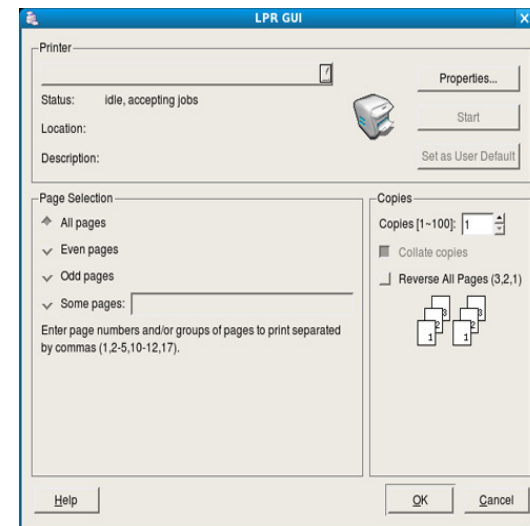 LPR GUI
Printer
Properties...
Status: idle, accepting jobs
Start
Location:
Description:
Set as User Default
Page Selection
All pages
Even pages
Odd pages
Some pages:
Enter page numbers and/or groups of pages to print separated
by commas (1,2-5,10-12,17).
Copies
Copies [1~100]: 1
Collate copies
Reverse All Pages (3,2,1)
3 3
2 2
1 1
Help
OK
Cancel